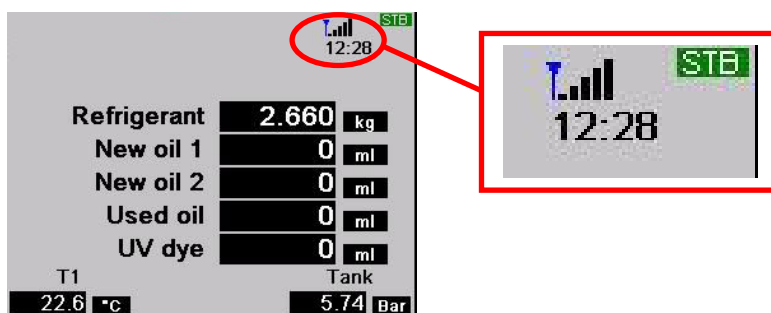 STB
12:28
Refrigerant 2.660 kg
New oil 1 0 ml
New oil 2 0 ml
Used oil 0 ml
UV dye 0 ml
T1 Tank
22.6 °C 5.74 Bar
STB
12:28